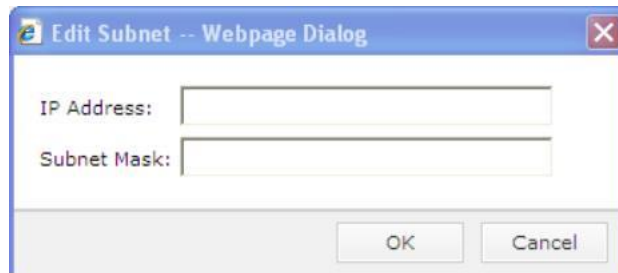 Edit Subnet -- Webpage Dialog
IP Address:
Subnet Mask:
OK Cancel